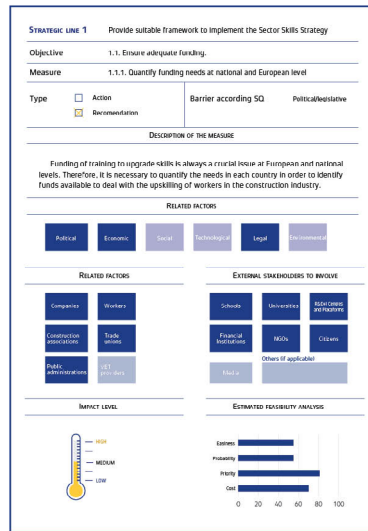 STRATEGIC LINE 1 Provide suitable framework to implement the Sector Skills Strategy
Objective 1.1. Ensure adequate funding.
Measure 1.1.1. Quantify funding needs at national and European level
Type Action Barrier according SQ Political/legislative
Recomendation
DESCRIPTION OF THE MEASURE
Funding of training to upgrade skills is always a crucial issue at European and national
levels. Therefore, it is necessary to quantify the needs in each country in order to identify
funds available to deal with the upskilling of workers in the construction industry.
RELATED FACTORS
Political Economic Social Technological Legal Environmental
RELATED FACTORS EXTERNAL STAKEHOLDERS TO INVOLVE
Companies Workers Schools Universities R&D&I Centres
and Plataforms
Construction
associations Trade
unions Financial
Institutions NGOs Citizens
Public
administrations VET
providers Media Others (if applicable)
IMPACT LEVEL ESTIMATED FEASIBILITY ANALYSIS
HIGH
MEDIUM
LOW
Easiness
Probability
Priority
Cost
0 20 40 60 80 100